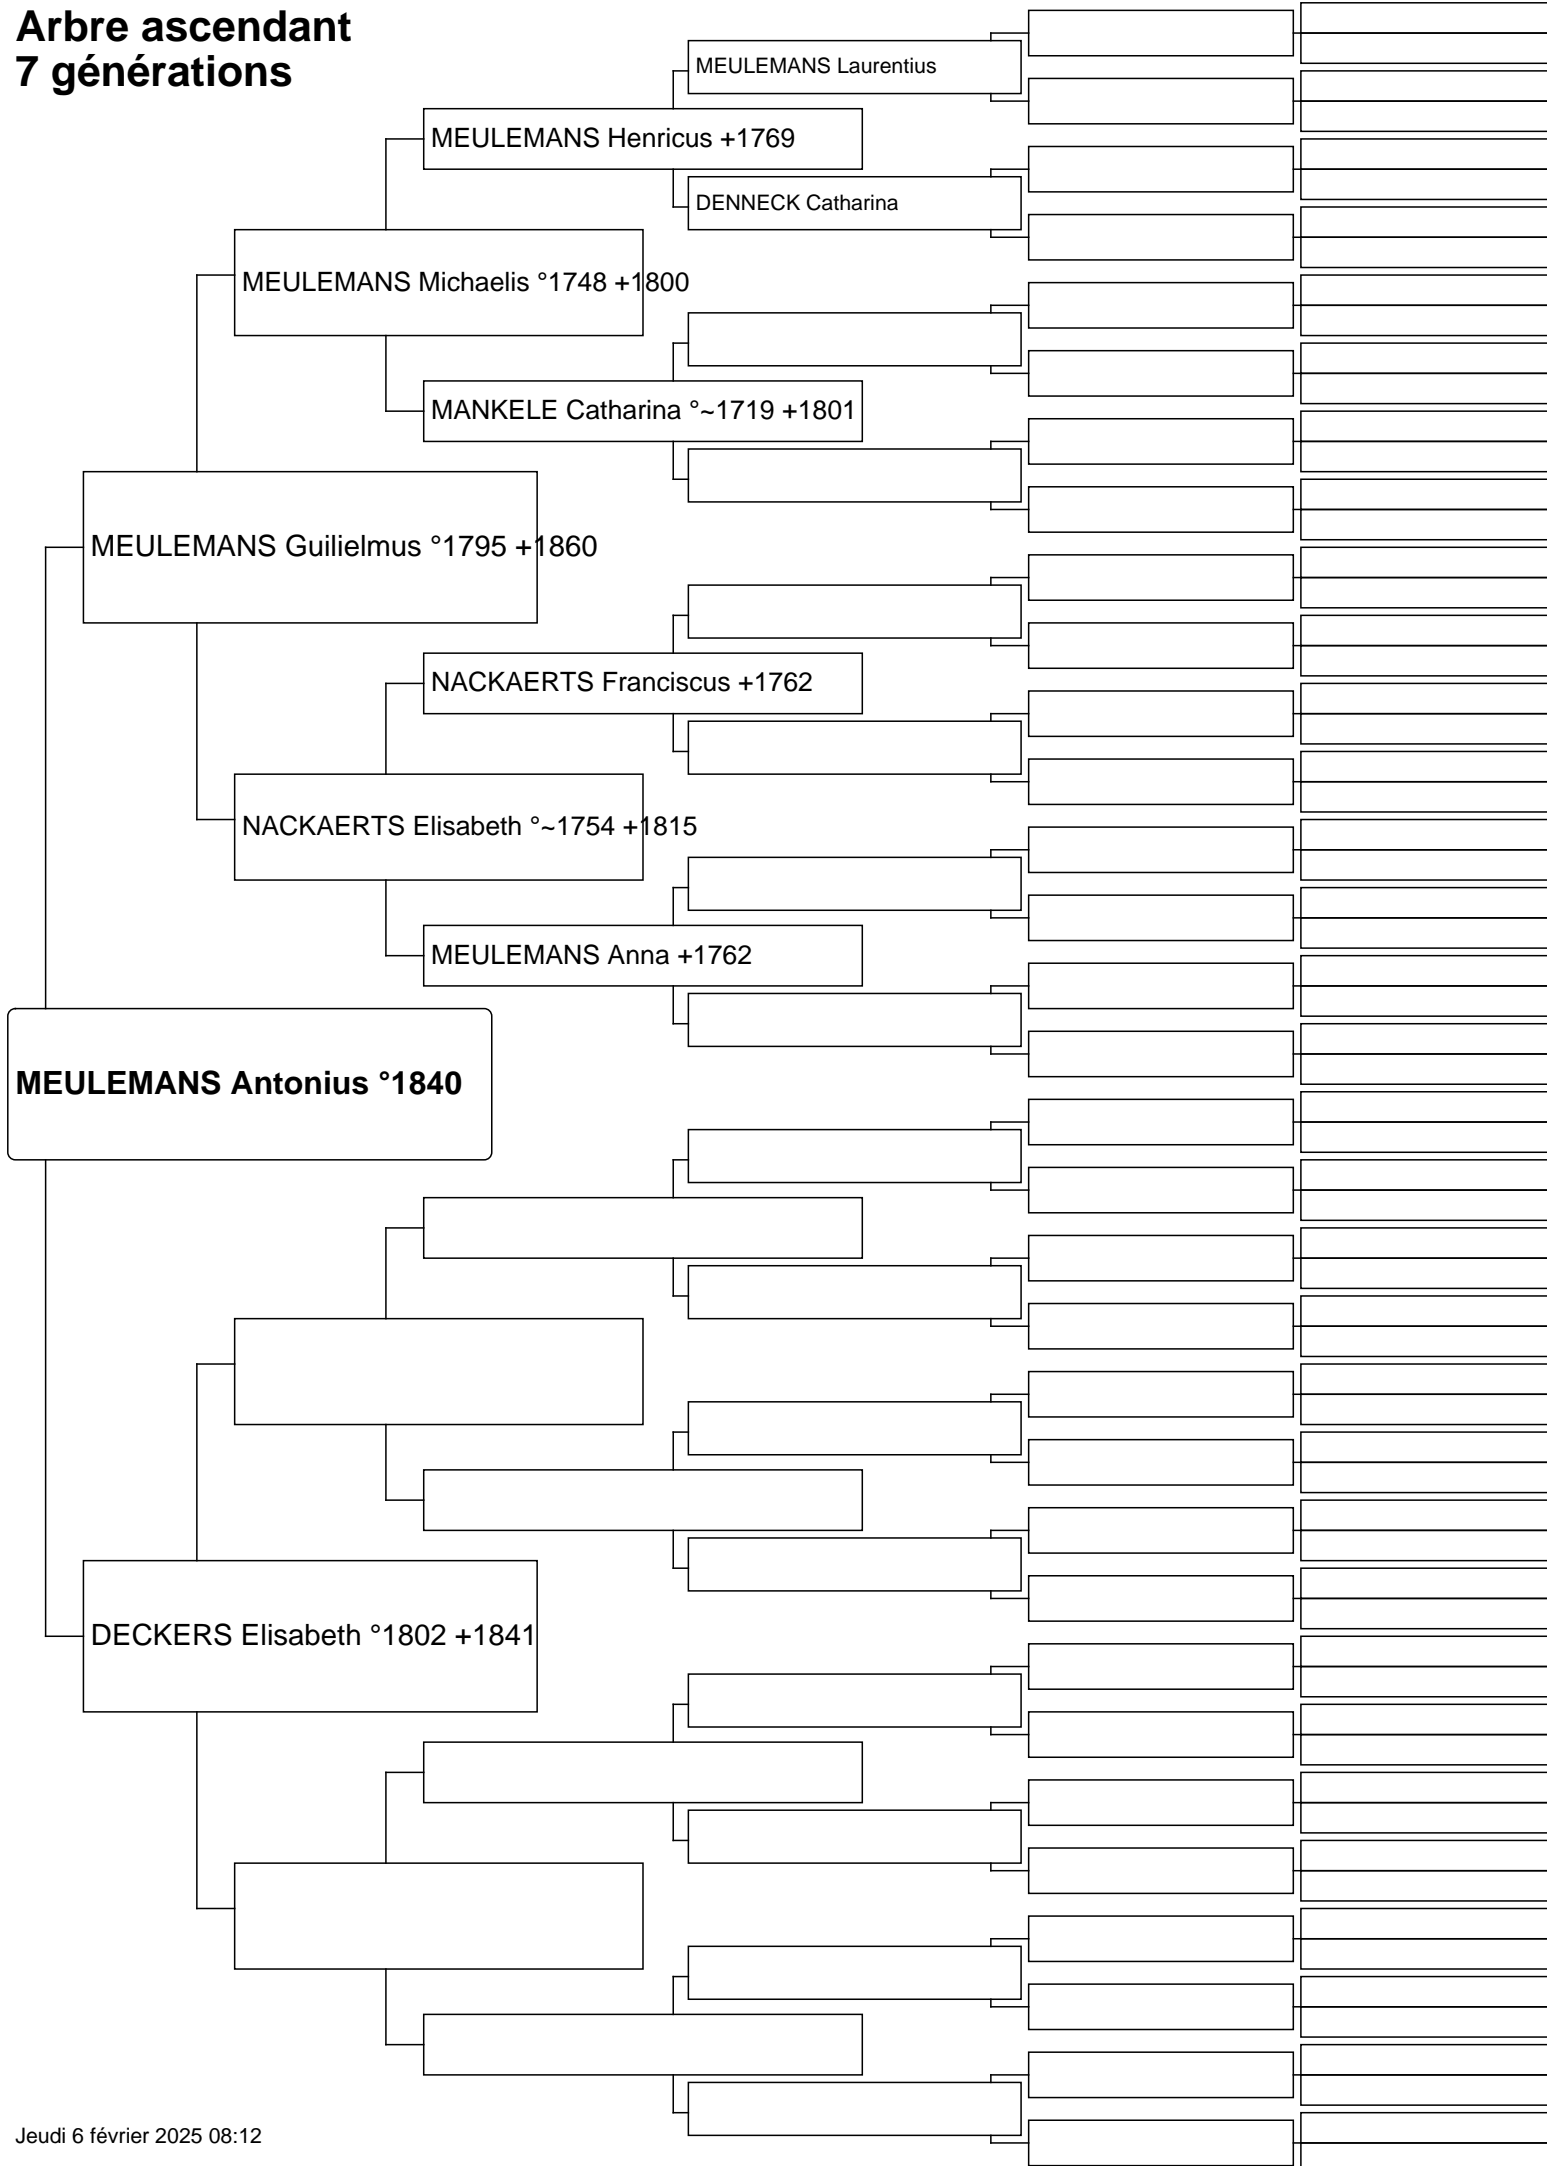 Arbre ascendant
7 générations
MEULEMANS Laurentius
MEULEMANS Henricus +1769
DENNECK Catharina
MEULEMANS Michaelis °1748 +1800
MANKELE Catharina °~1719 +1801
MEULEMANS Guilielmus °1795 +1860
NACKAERTS Franciscus +1762
NACKAERTS Elisabeth °~1754 +1815
MEULEMANS Anna +1762
MEULEMANS Antonius °1840
DECKERS Elisabeth °1802 +1841
Jeudi 6 février 2025 08:12